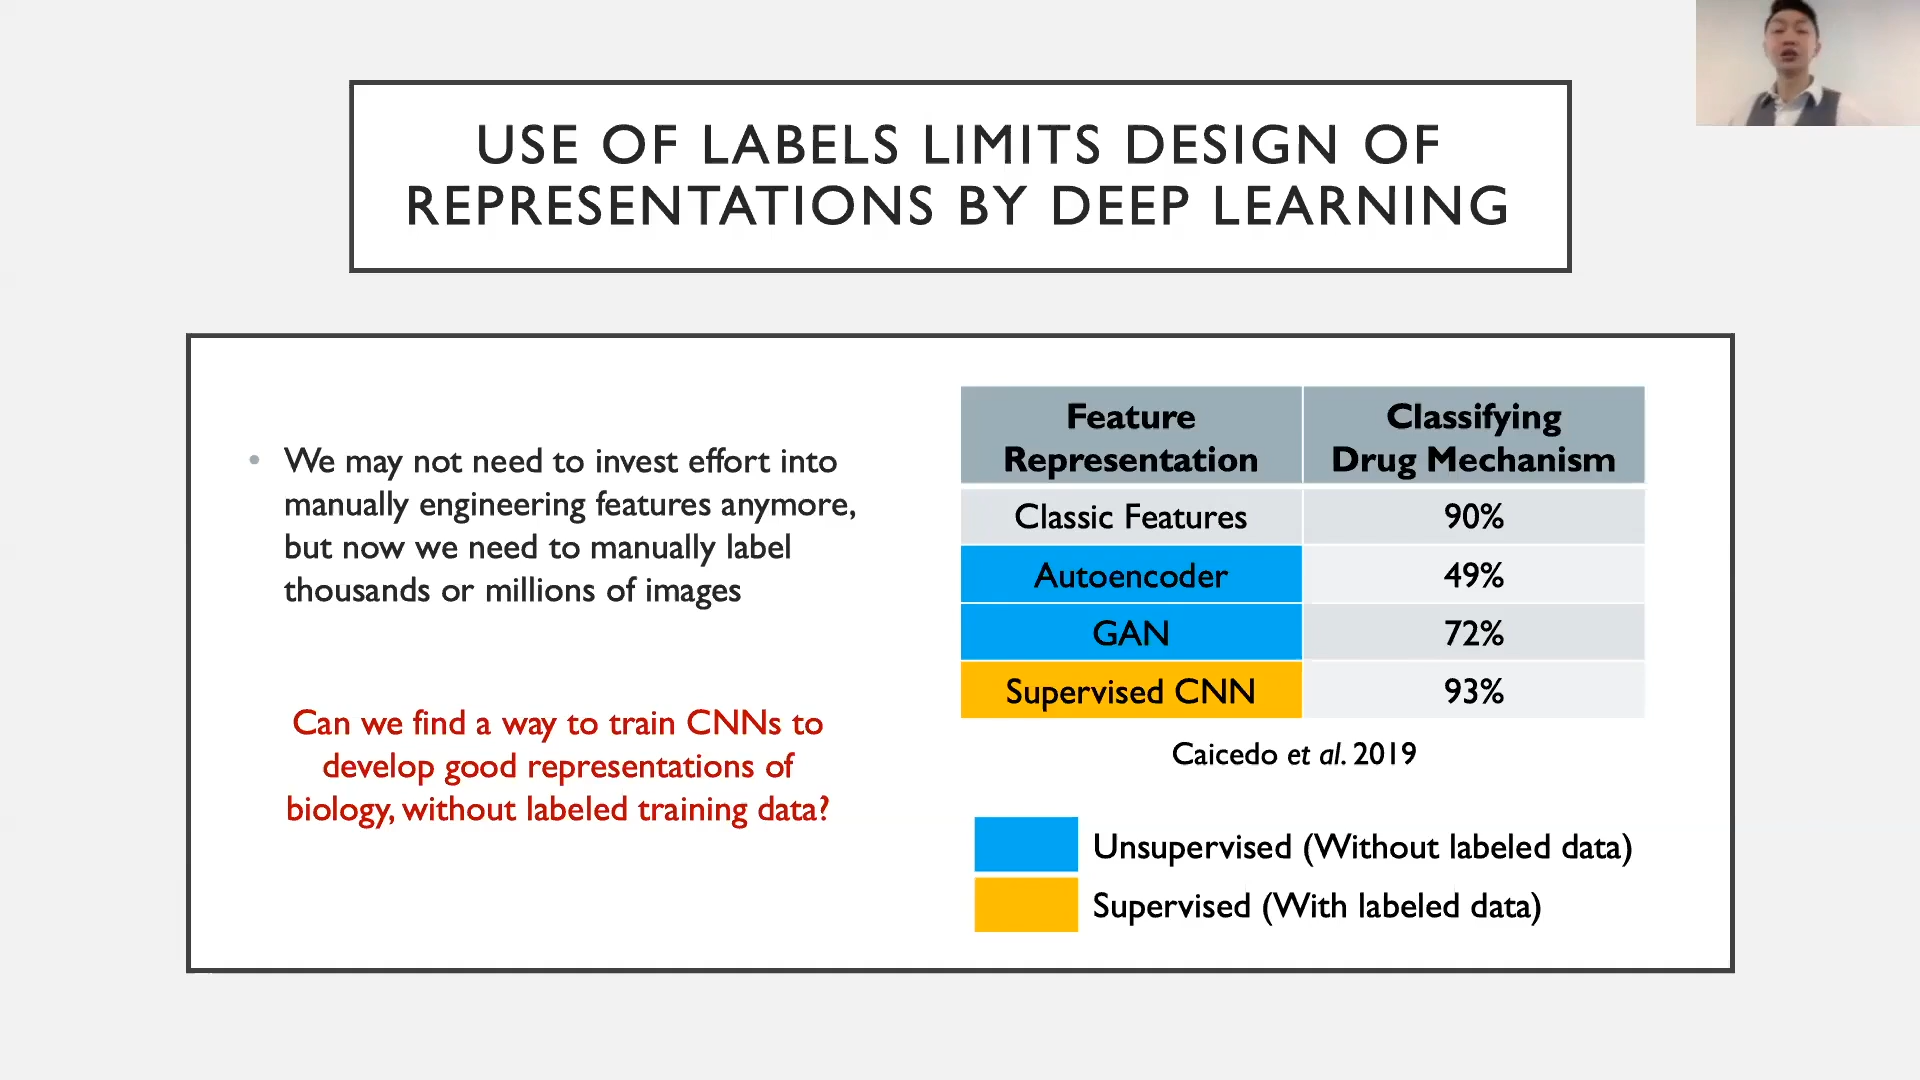 USE OF LABELS LIMITS DESIGN OF
REPRESENTATIONS BY DEEP LEARNING
• We may not need to invest effort into
manually engineering features anymore,
but now we need to manually label
thousands or millions of images
Can we find a way to train CNNs to
develop good representations of
biology, without labeled training data?
Feature Representation | Classifying Drug Mechanism
Classic Features 90%
Autoencoder 49%
GAN 72%
Supervised CNN 93%
Caicedo et al. 2019
Unsupervised (Without labeled data)
Supervised (With labeled data)